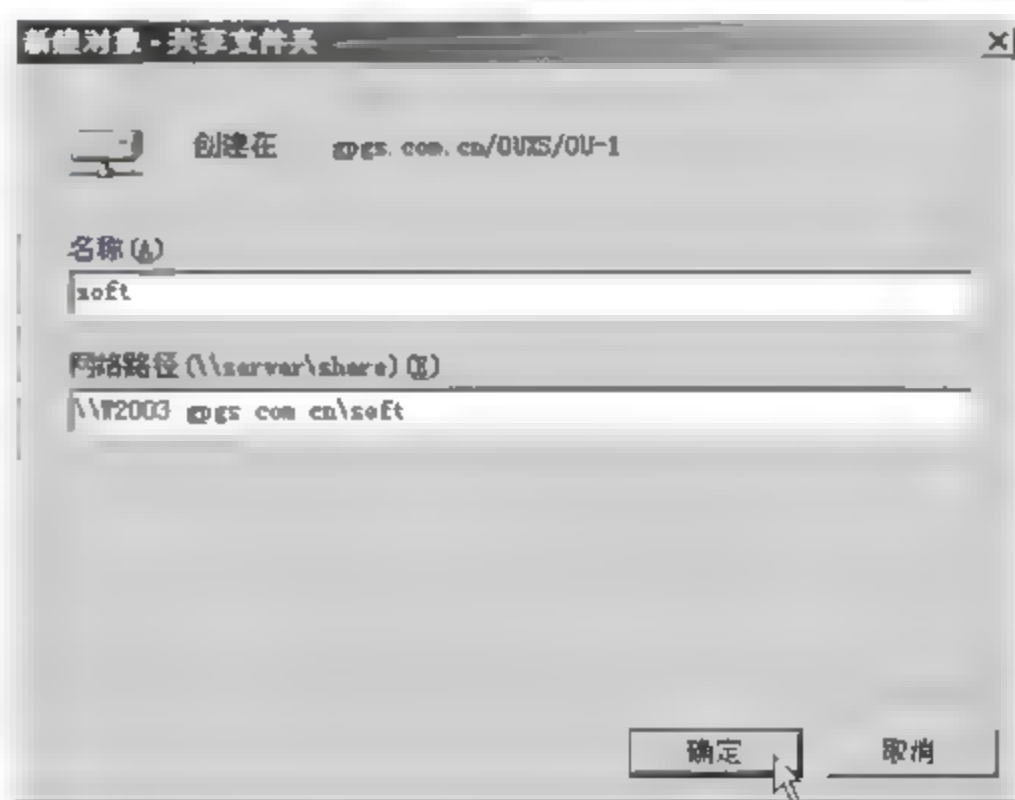 新建对象 - 共享文件夹
创建在 gpgs.com.cn/OUXS/OU-1
名称(A)
soft
网络路径(\\server\share)(E)
\\W2003 gpgs com cn\soft
确定 取消